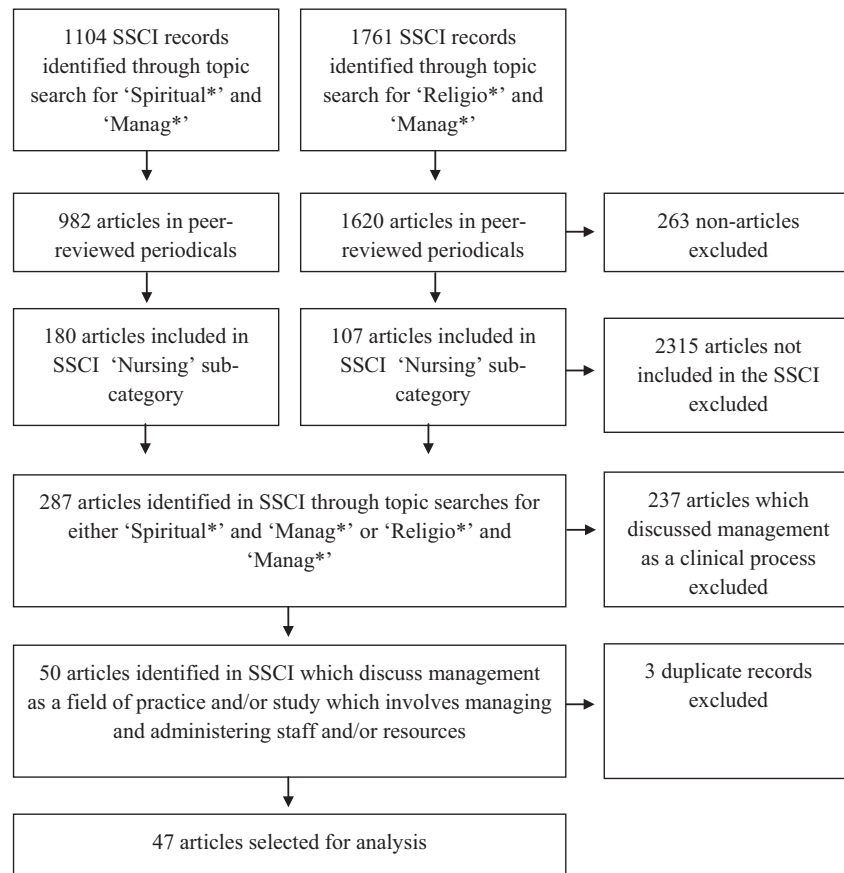 1104 SSCI records
identified through topic
search for ‘Spiritual*’ and
‘Manag*’
1761 SSCI records
identified through topic
search for ‘Religio*’ and
‘Manag*’
982 articles in peer-
reviewed periodicals
1620 articles in peer-
reviewed periodicals
263 non-articles
excluded
180 articles included in
SSCI ‘Nursing’ sub-
category
107 articles included in
SSCI ‘Nursing’ sub-
category
2315 articles not
included in the SSCI
excluded
287 articles identified in SSCI through topic searches for
either ‘Spiritual*’ and ‘Manag*’ or ‘Religio*’ and
‘Manag*’
237 articles which
discussed management
as a clinical process
excluded
50 articles identified in SSCI which discuss management
as a field of practice and/or study which involves managing
and administering staff and/or resources
3 duplicate records
excluded
47 articles selected for analysis